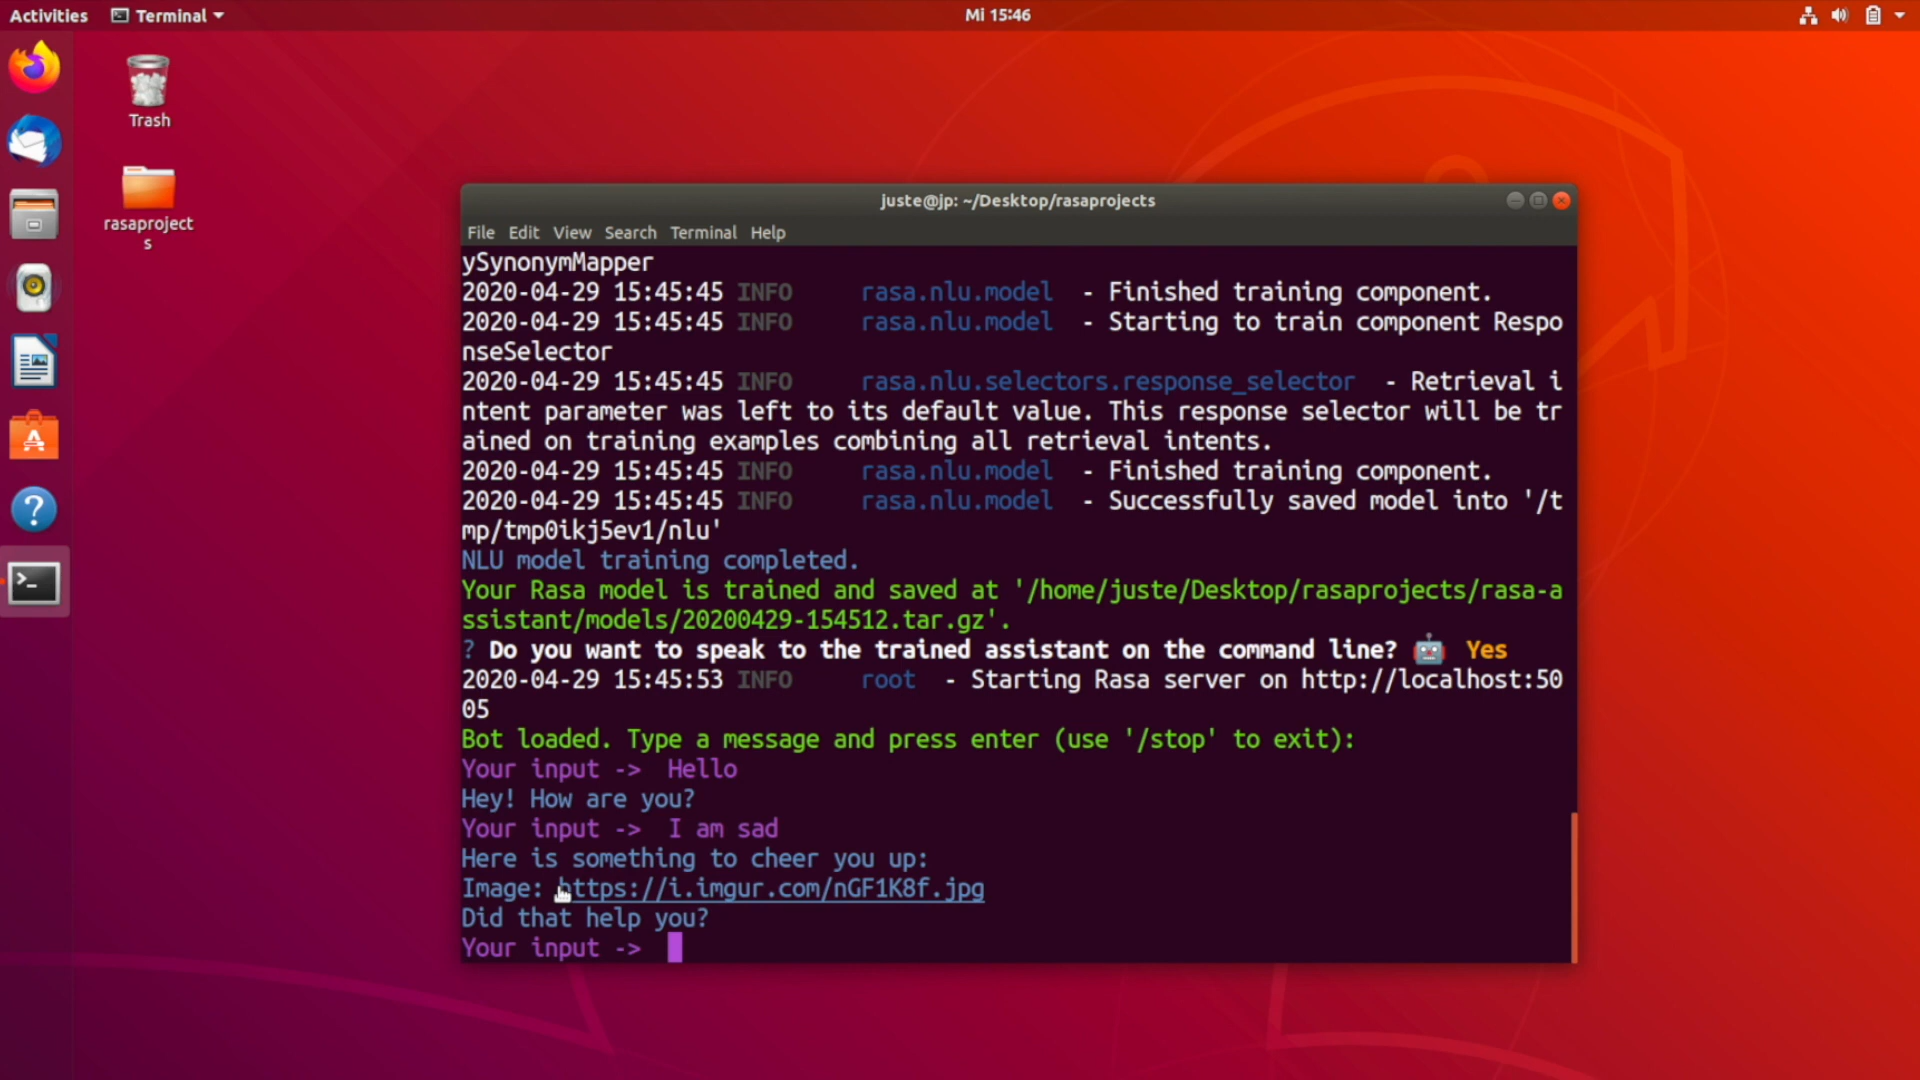 Activities
Terminal
Mi 15:46
Trash
rasaproject
s
juste@jp: ~/Desktop/rasaprojects
File Edit View Search Terminal Help
ySynonymMapper
2020-04-29 15:45:45 INFO rasa.nlu.model - Finished training component.
2020-04-29 15:45:45 INFO rasa.nlu.model - Starting to train component Respo
nseSelector
2020-04-29 15:45:45 INFO rasa.nlu.selectors.response_selector - Retrieval i
ntent parameter was left to its default value. This response selector will be tr
ained on training examples combining all retrieval intents.
2020-04-29 15:45:45 INFO rasa.nlu.model - Finished training component.
2020-04-29 15:45:45 INFO rasa.nlu.model - Successfully saved model into '/t
mp/tmp0ikj5ev1/nlu'
NLU model training completed.
Your Rasa model is trained and saved at '/home/juste/Desktop/rasaprojects/rasa-a
ssistant/models/20200429-154512.tar.gz'.
? Do you want to speak to the trained assistant on the command line? 🤖 Yes
2020-04-29 15:45:53 INFO root - Starting Rasa server on http://localhost:50
05
Bot loaded. Type a message and press enter (use '/stop' to exit):
Your input -> Hello
Hey! How are you?
Your input -> I am sad
Here is something to cheer you up:
Image: https://i.imgur.com/nGF1K8f.jpg
Did that help you?
Your input ->